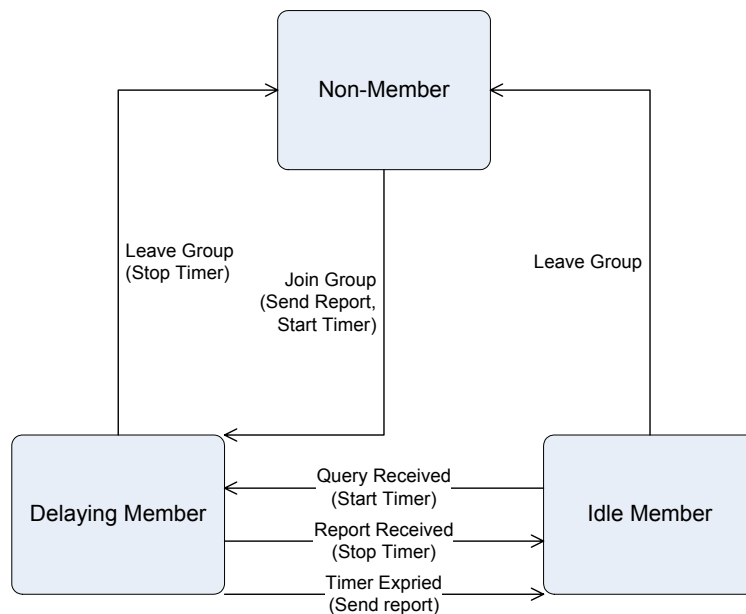 Non-Member
Leave Group
(Stop Timer)
Join Group
(Send Report,
Start Timer)
Leave Group
Delaying Member
Query Received
(Start Timer)
Report Received
(Stop Timer)
Timer Expried
(Send report)
Idle Member